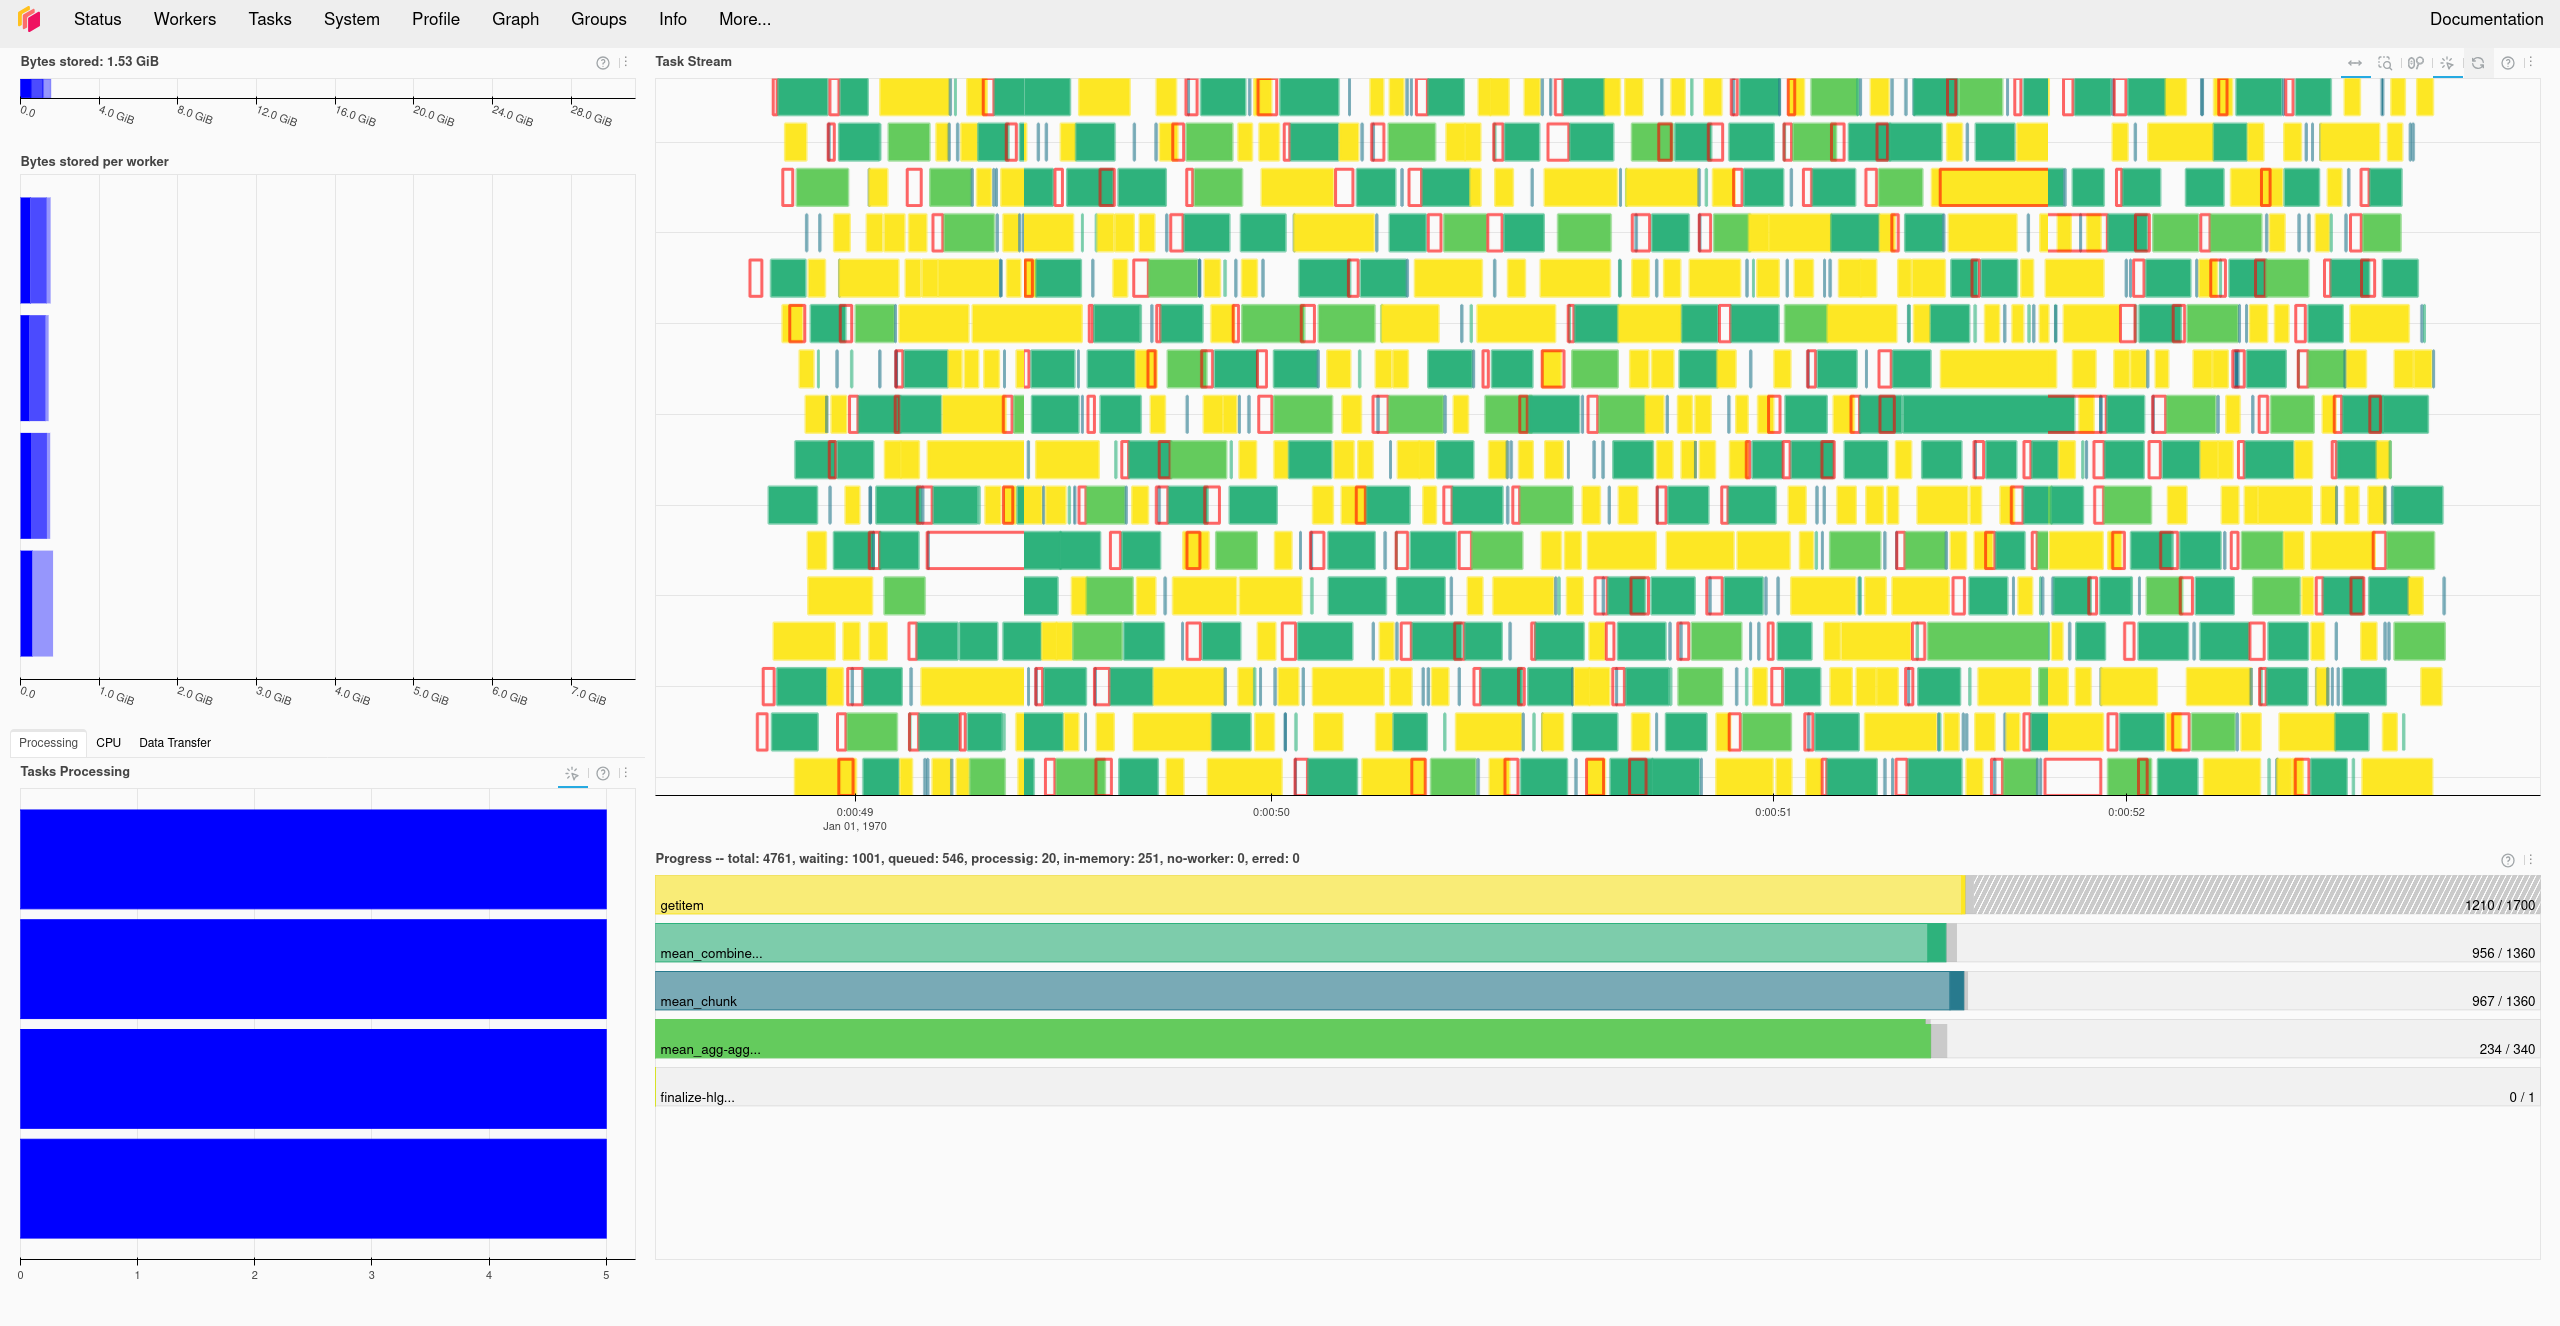 Status Workers Tasks System Profile Graph Groups Info More... Documentation
Bytes stored: 1.53 GiB
0.0 4.0 GiB 8.0 GiB 12.0 GiB 16.0 GiB 20.0 GiB 24.0 GiB 28.0 GiB
Bytes stored per worker
0.0 1.0 GiB 2.0 GiB 3.0 GiB 4.0 GiB 5.0 GiB 6.0 GiB 7.0 GiB
Processing CPU Data Transfer
Tasks Processing
0 1 2 3 4 5
Task Stream
0:00:49 0:00:50 0:00:51 0:00:52
Jan 01, 1970
Progress -- total: 4761, waiting: 1001, queued: 546, processig: 20, in-memory: 251, no-worker: 0, erred: 0
getitem 1210 / 1700
mean_combine... 956 / 1360
mean_chunk 967 / 1360
mean_agg-agg... 234 / 340
finalize-hlg... 0 / 1